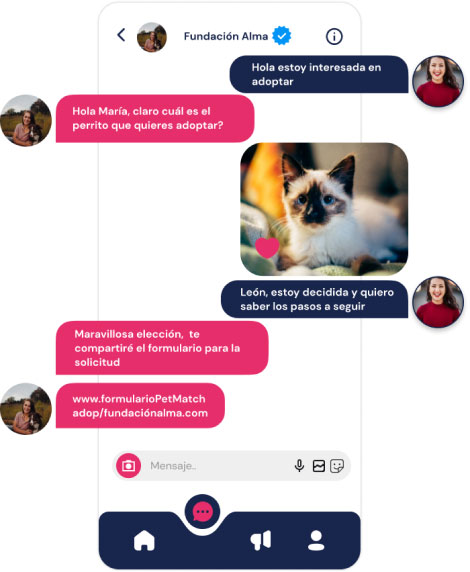 Fundación Alma
Hola estoy interesada en
adoptar
Hola María, claro cuál es el
perrito que quieres adoptar?
León, estoy decidida y quiero
saber los pasos a seguir
Maravillosa elección, te
compartiré el formulario para la
solicitud
www.formularioPetMatch
adop/fundaciónalma.com
Mensaje..